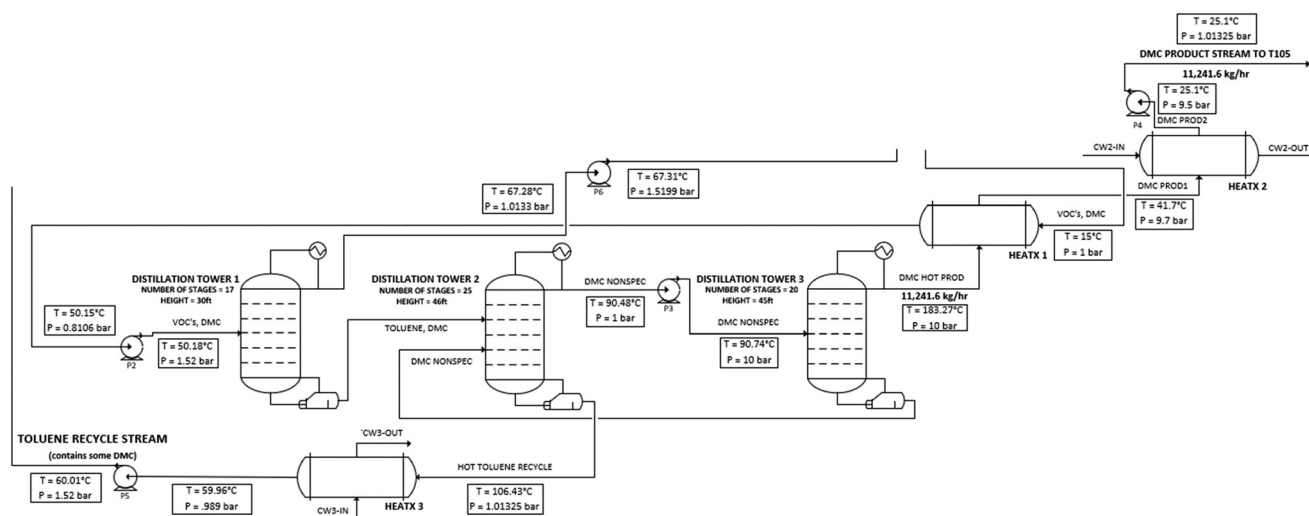 T = 25.1°C
P = 1.01325 bar
DMC PRODUCT STREAM TO T105
11,241.6 kg/hr
T = 25.1°C
P = 9.5 bar
P4
DMC PROD2
CW2-IN
CW2-OUT
HEATX 2
DMC PROD1
T = 41.7°C
P = 9.7 bar
P6
T = 67.28°C
P = 1.0133 bar
T = 67.31°C
P = 1.5199 bar
VOC's, DMC
T = 15°C
P = 1 bar
HEATX 1
DISTILLATION TOWER 1
NUMBER OF STAGES = 17
HEIGHT = 30ft
DISTILLATION TOWER 2
NUMBER OF STAGES = 25
HEIGHT = 46ft
DMC NONSPEC
T = 90.48°C
P = 1 bar
P3
DISTILLATION TOWER 3
NUMBER OF STAGES = 20
HEIGHT = 45ft
DMC HOT PROD
11,241.6 kg/hr
T = 183.27°C
P = 10 bar
T = 50.15°C
P = 0.8106 bar
P2
VOC's, DMC
T = 50.18°C
P = 1.52 bar
TOLUENE, DMC
DMC NONSPEC
DMC NONSPEC
T = 90.74°C
P = 10 bar
TOLUENE RECYCLE STREAM
(contains some DMC)
T = 60.01°C
P = 1.52 bar
P5
T = 59.96°C
P = .989 bar
CW3-OUT
CW3-IN
HEATX 3
HOT TOLUENE RECYCLE
T = 106.43°C
P = 1.01325 bar